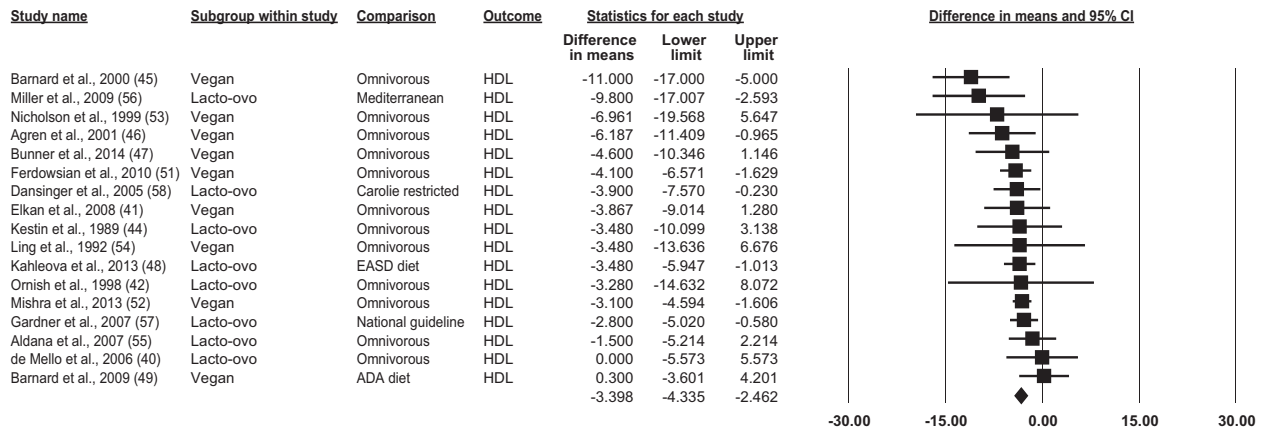 Study name Subgroup within study Comparison Outcome Statistics for each study Difference in means and 95% CI
Difference Lower Upper
in means limit limit
Barnard et al., 2000 (45) Vegan Omnivorous HDL -11.000 -17.000 -5.000
Miller et al., 2009 (56) Lacto-ovo Mediterranean HDL -9.800 -17.007 -2.593
Nicholson et al., 1999 (53) Vegan Omnivorous HDL -6.961 -19.568 5.647
Agren et al., 2001 (46) Vegan Omnivorous HDL -6.187 -11.409 -0.965
Bunner et al., 2014 (47) Vegan Omnivorous HDL -4.600 -10.346 1.146
Ferdowsian et al., 2010 (51) Vegan Omnivorous HDL -4.100 -6.571 -1.629
Dansinger et al., 2005 (58) Lacto-ovo Carolie restricted HDL -3.900 -7.570 -0.230
Elkan et al., 2008 (41) Vegan Omnivorous HDL -3.867 -9.014 1.280
Kestin et al., 1989 (44) Lacto-ovo Omnivorous HDL -3.480 -10.099 3.138
Ling et al., 1992 (54) Vegan Omnivorous HDL -3.480 -13.636 6.676
Kahleova et al., 2013 (48) Lacto-ovo EASD diet HDL -3.480 -5.947 -1.013
Ornish et al., 1998 (42) Lacto-ovo Omnivorous HDL -3.280 -14.632 8.072
Mishra et al., 2013 (52) Vegan Omnivorous HDL -3.100 -4.594 -1.606
Gardner et al., 2007 (57) Lacto-ovo National guideline HDL -2.800 -5.020 -0.580
Aldana et al., 2007 (55) Lacto-ovo Omnivorous HDL -1.500 -5.214 2.214
de Mello et al., 2006 (40) Lacto-ovo Omnivorous HDL 0.000 -5.573 5.573
Barnard et al., 2009 (49) Vegan ADA diet HDL 0.300 -3.601 4.201
-3.398 -4.335 -2.462
-30.00 -15.00 0.00 15.00 30.00